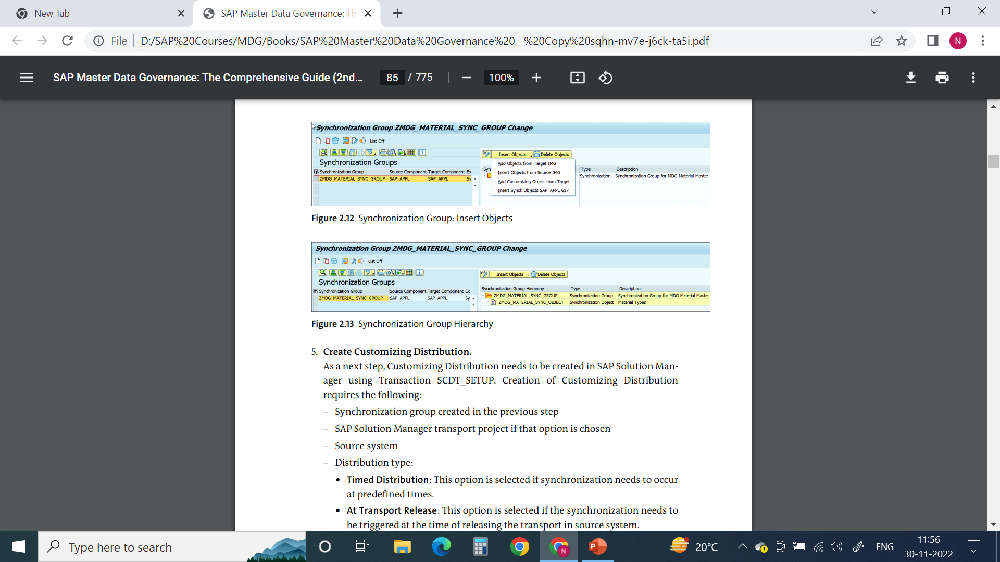 New Tab
SAP Master Data Governance: Th
File
D:/SAP%20Courses/MDG/Books/SAP%20Master%20Data%20Governance%20__%20Copy%20sqhn-mv7e-j6ck-ta5i.pdf
N
SAP Master Data Governance: The Comprehensive Guide (2nd...
85 / 775
100%
Synchronization Group ZMDG_MATERIAL_SYNC_GROUP Change
List Off
Insert Objects Delete Objects
Synchronization Groups
Add Objects from Target IMG
Syn Type Description
Synchronization Group Source Component Target Component Ex
Insert Objects from Source IMG
Synchronization... Synchronization Group for MDG Material Master
ZMDG_MATERIAL_SYNC_GROUP SAP_APPL SAP_APPL Sy
Add Customizing Object from Target
Insert Synch.Objects SAP_APPL 617
Figure 2.12 Synchronization Group: Insert Objects
Synchronization Group ZMDG_MATERIAL_SYNC_GROUP Change
List Off
Insert Objects Delete Objects
Synchronization Groups
Synchronization Group Hierarchy Type Description
Synchronization Group Source Component Target Component Ex
ZMDG_MATERIAL_SYNC_GROUP Synchronization Group Synchronization Group for MDG Material Master
ZMDG_MATERIAL_SYNC_GROUP SAP_APPL SAP_APPL Sy
ZMDG_MATERIAL_SYNC_OBJECT Synchronization Object Material Types
Figure 2.13 Synchronization Group Hierarchy
5. Create Customizing Distribution.
As a next step, Customizing Distribution needs to be created in SAP Solution Man-
ager using Transaction SCDT_SETUP. Creation of Customizing Distribution
requires the following:
– Synchronization group created in the previous step
– SAP Solution Manager transport project if that option is chosen
– Source system
– Distribution type:
• Timed Distribution: This option is selected if synchronization needs to occur
at predefined times.
• At Transport Release: This option is selected if the synchronization needs to
be triggered at the time of releasing the transport in source system.
Type here to search
N
P
20°C
ENG
11:56
30-11-2022